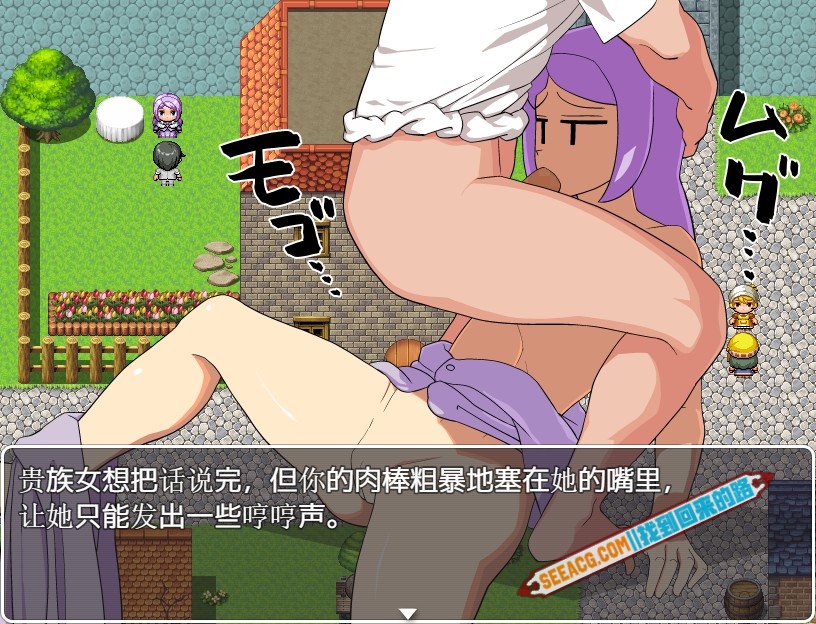 モゴ…
ムグ…
贵族女想把话说完，但你的肉棒粗暴地塞在她的嘴里，
让她只能发出一些哼哼声。
SEEACG.COM||找到回来的路